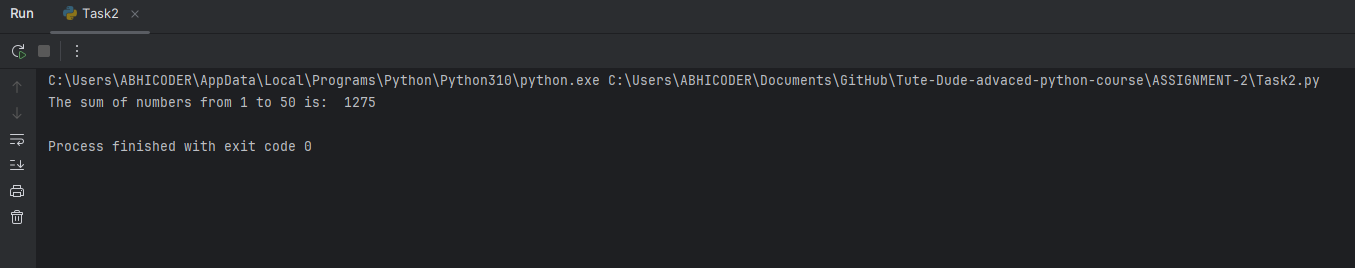 Run Task2
C:\Users\ABHICODER\AppData\Local\Programs\Python\Python310\python.exe C:\Users\ABHICODER\Documents\GitHub\Tute-Dude-advaced-python-course\ASSIGNMENT-2\Task2.py
The sum of numbers from 1 to 50 is:  1275
Process finished with exit code 0